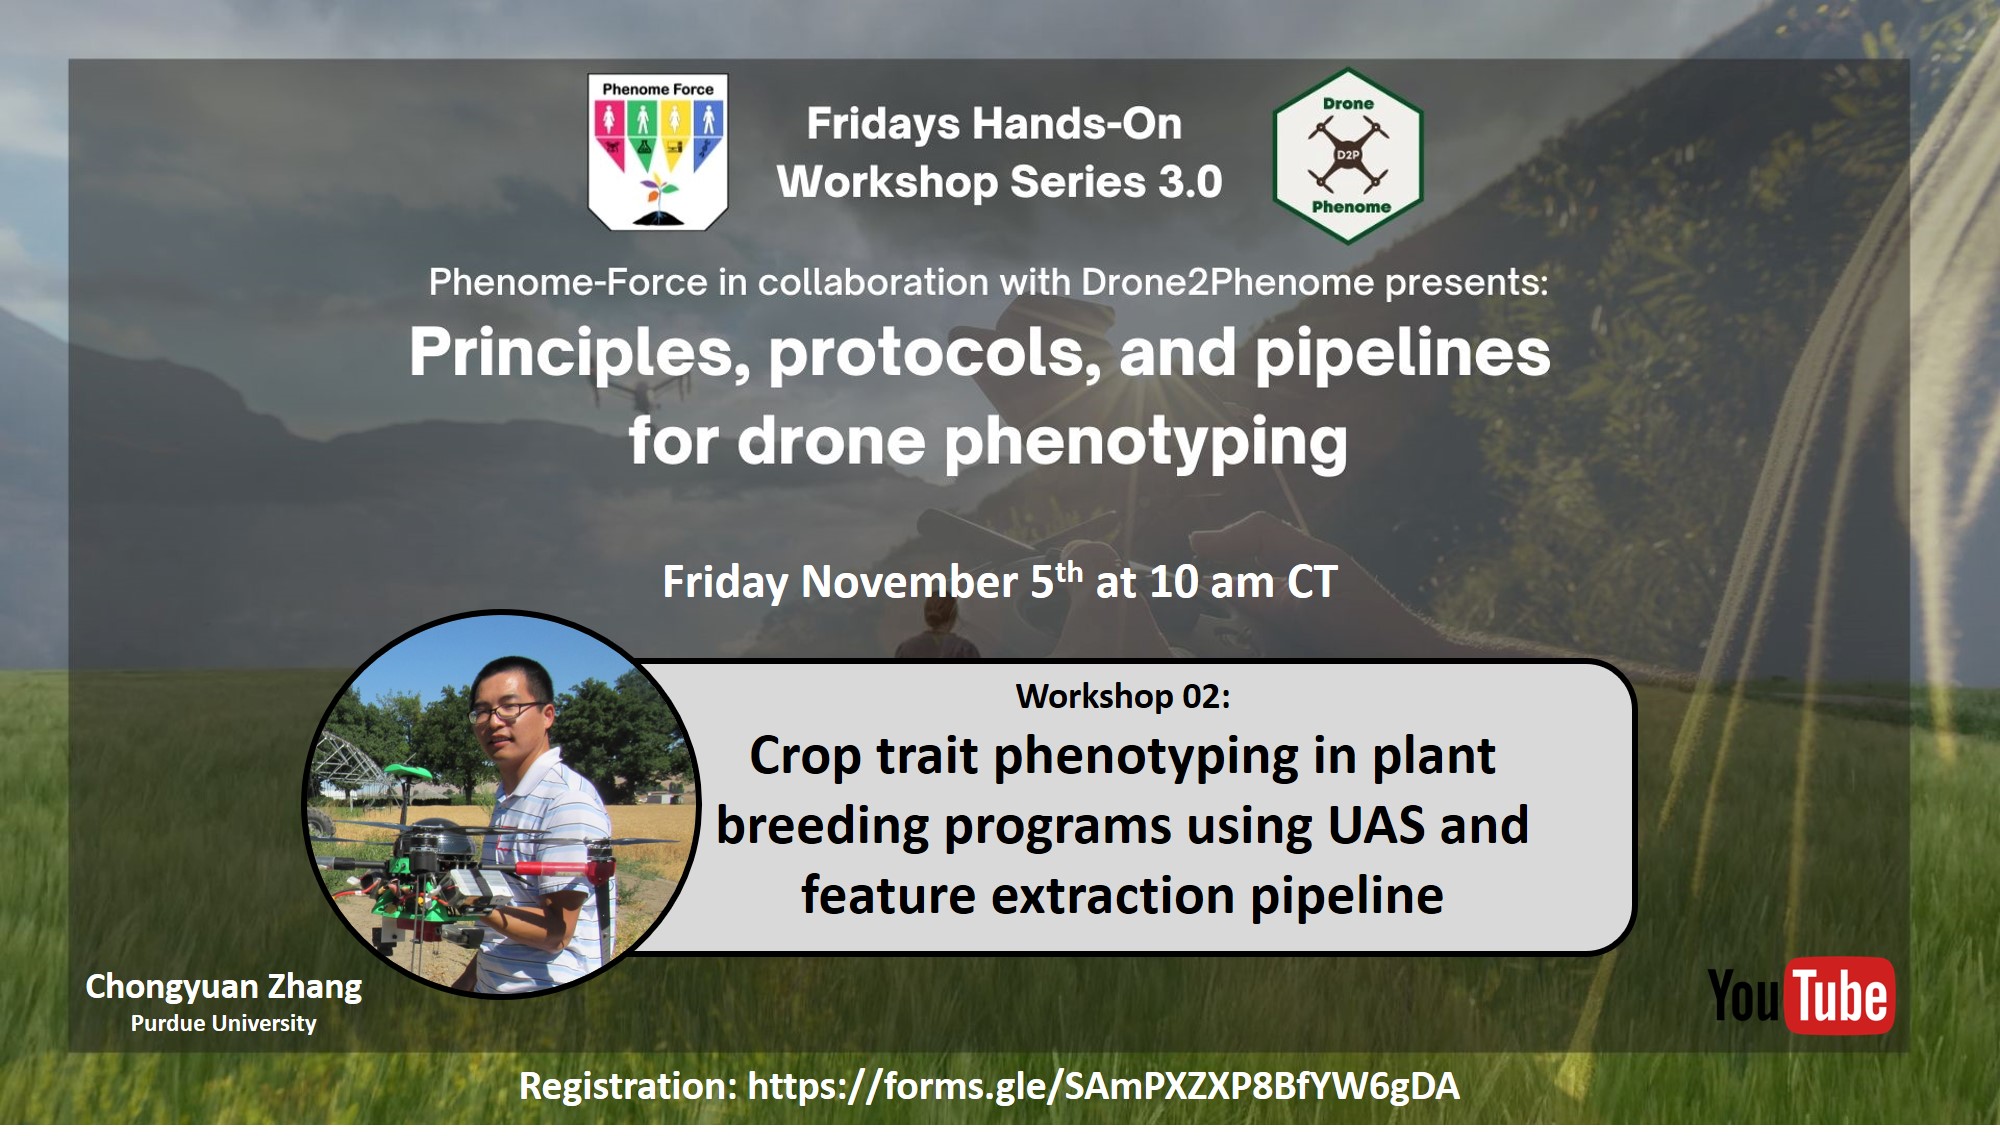 Phenome Force
Fridays Hands-On
Workshop Series 3.0
Drone
D2P
Phenome
Phenome-Force in collaboration with Drone2Phenome presents:
Principles, protocols, and pipelines
for drone phenotyping
Friday November 5th at 10 am CT
Workshop 02:
Crop trait phenotyping in plant
breeding programs using UAS and
feature extraction pipeline
Chongyuan Zhang
Purdue University
YouTube
Registration: https://forms.gle/SAmPXZXP8BfYW6gDA